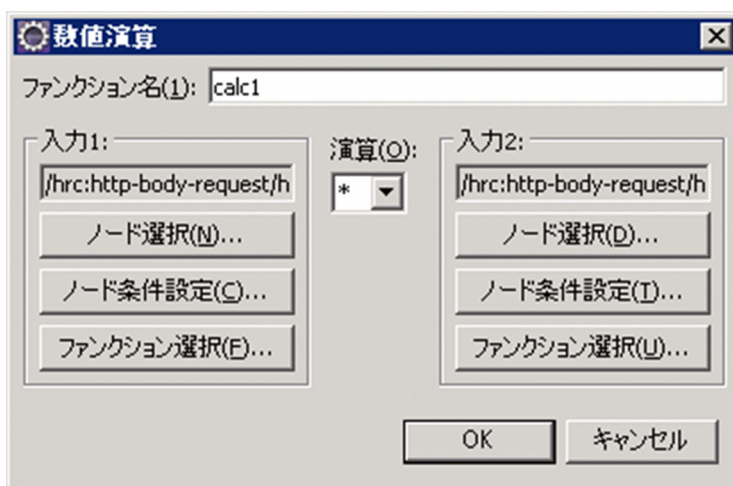 数値演算
ファンクション名(1): calc1
入力1:
/hrc:http-body-request/h
ノード選択(N)...
ノード条件設定(C)...
ファンクション選択(F)...
演算(O):
*
入力2:
/hrc:http-body-request/h
ノード選択(D)...
ノード条件設定(T)...
ファンクション選択(U)...
OK
キャンセル